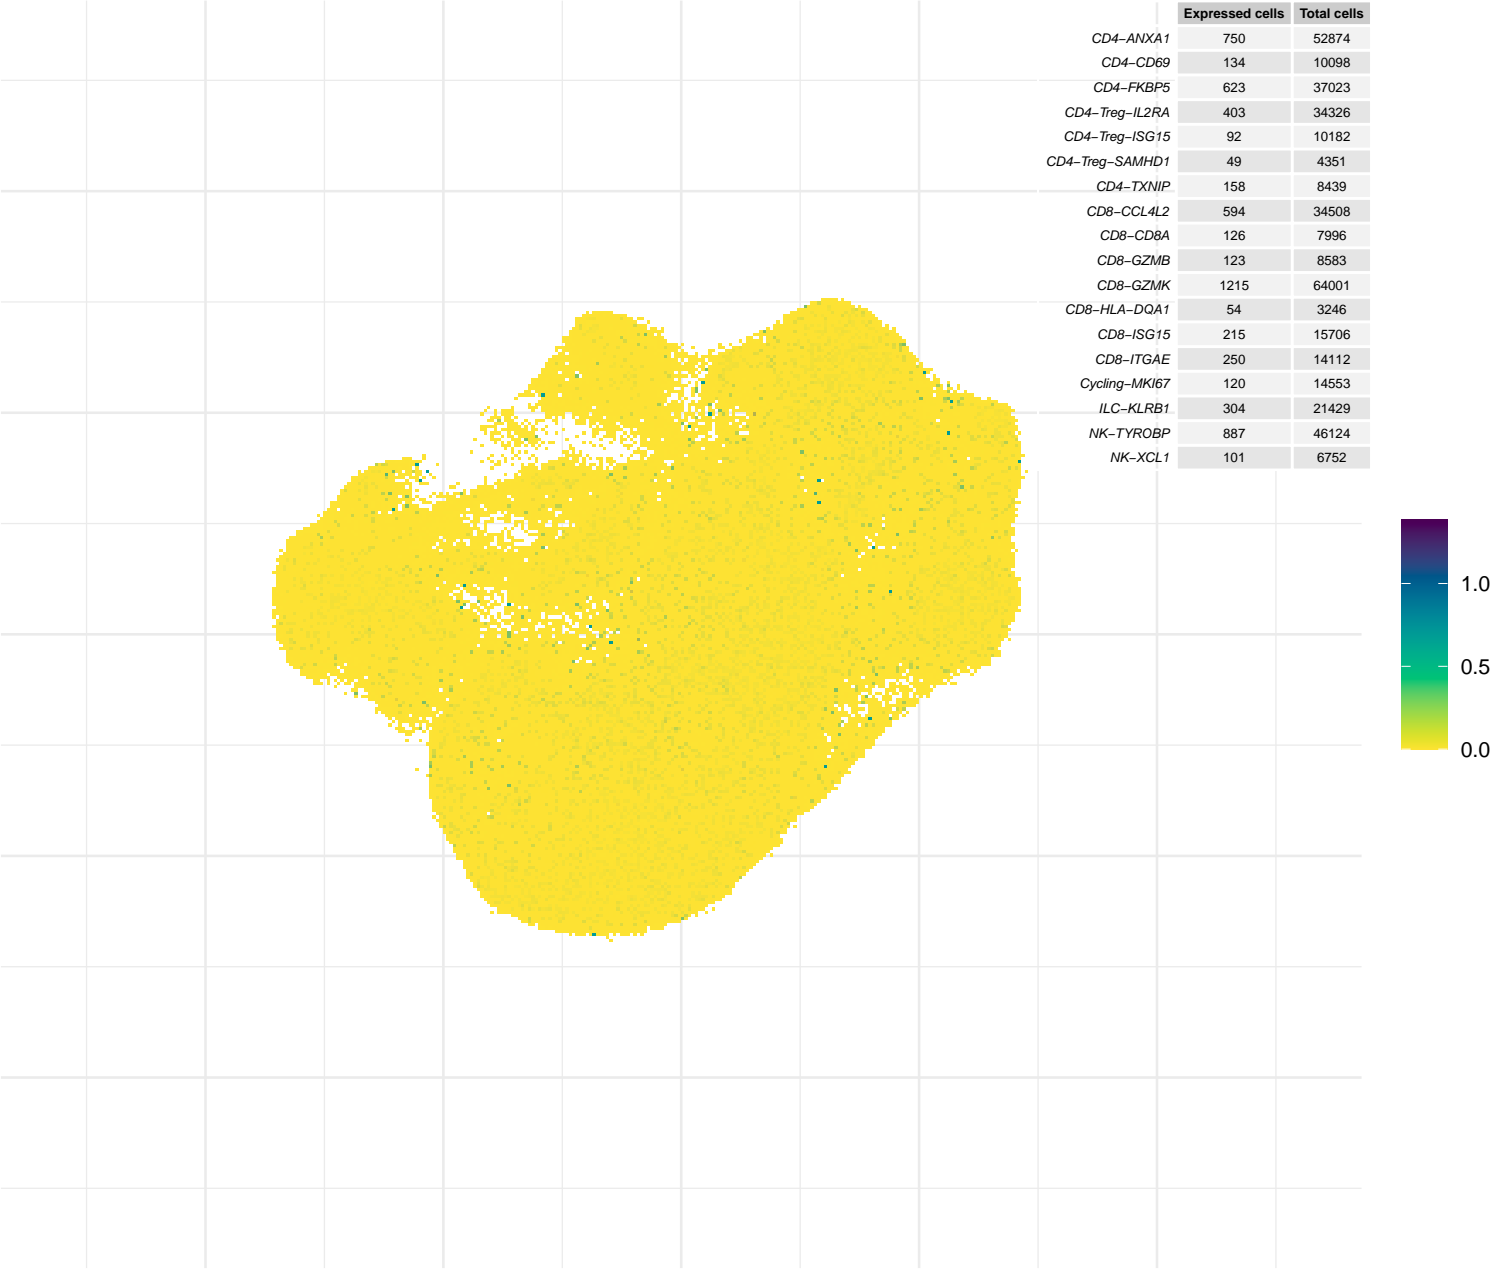 Expressed cells Total cells
CD4−ANXA1 750 52874
CD4−CD69 134 10098
CD4−FKBP5 623 37023
CD4−Treg−IL2RA 403 34326
CD4−Treg−ISG15 92 10182
CD4−Treg−SAMHD1 49 4351
CD4−TXNIP 158 8439
CD8−CCL4L2 594 34508
CD8−CD8A 126 7996
CD8−GZMB 123 8583
CD8−GZMK 1215 64001
CD8−HLA−DQA1 54 3246
CD8−ISG15 215 15706
CD8−ITGAE 250 14112
Cycling−MKI67 120 14553
ILC−KLRB1 304 21429
NK−TYROBP 887 46124
NK−XCL1 101 6752
1.0
0.5
0.0